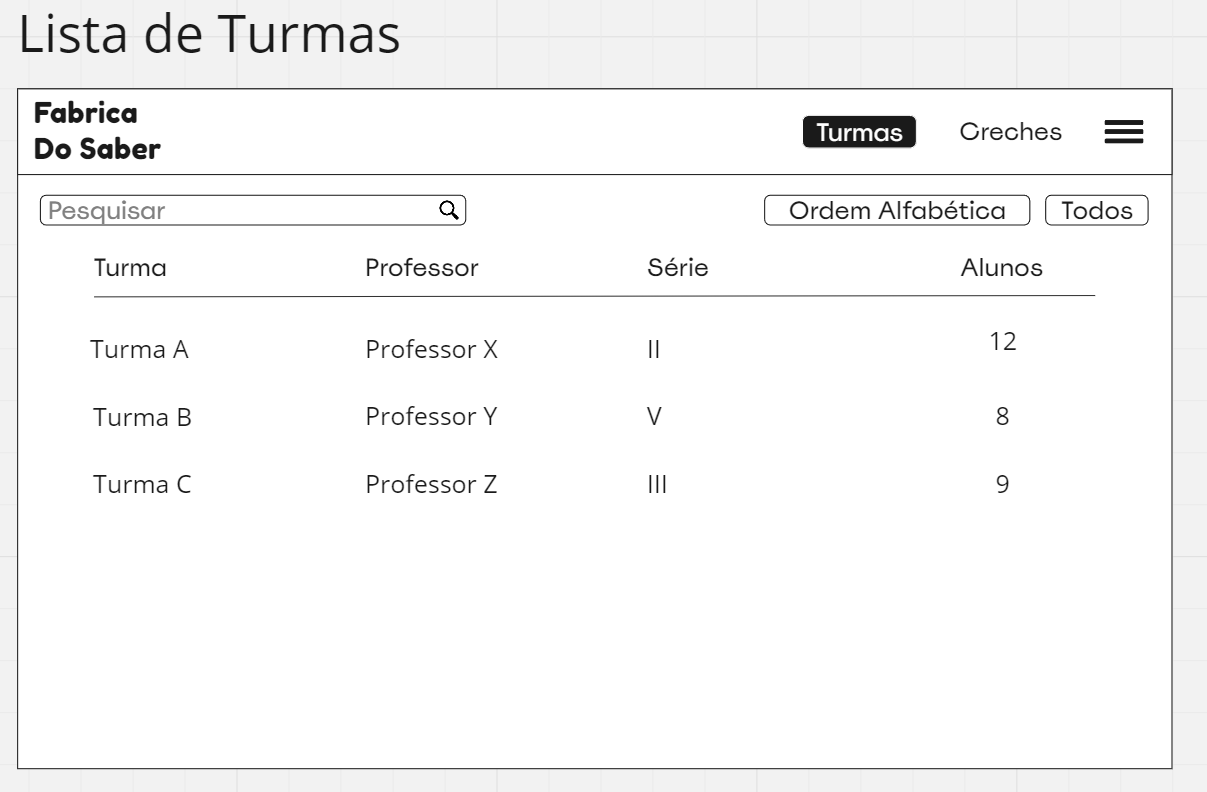 Lista de Turmas
Fabrica
Do Saber
Turmas
Creches
Pesquisar
Ordem Alfabética
Todos
Turma Professor Série Alunos
Turma A Professor X II 12
Turma B Professor Y V 8
Turma C Professor Z III 9